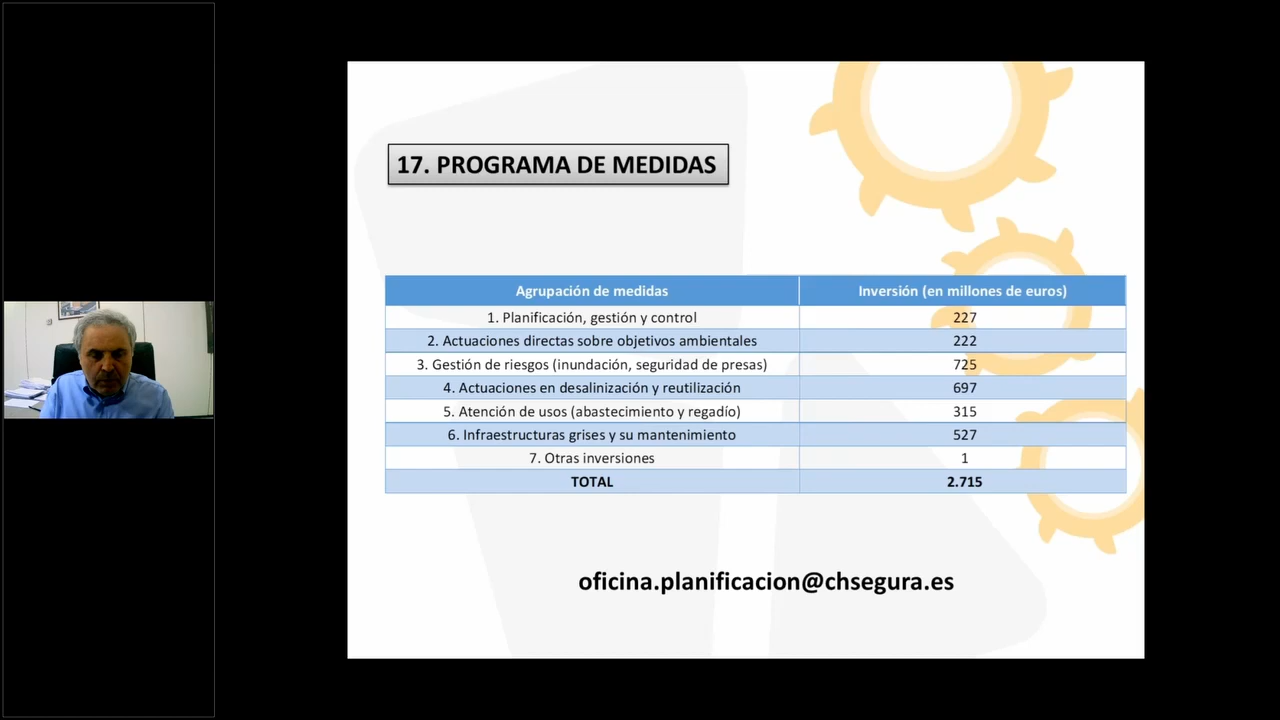 17. PROGRAMA DE MEDIDAS
Agrupación de medidas Inversión (en millones de euros)
1. Planificación, gestión y control 227
2. Actuaciones directas sobre objetivos ambientales 222
3. Gestión de riesgos (inundación, seguridad de presas) 725
4. Actuaciones en desalinización y reutilización 697
5. Atención de usos (abastecimiento y regadío) 315
6. Infraestructuras grises y su mantenimiento 527
7. Otras inversiones 1
TOTAL 2.715
oficina.planificacion@chsegura.es